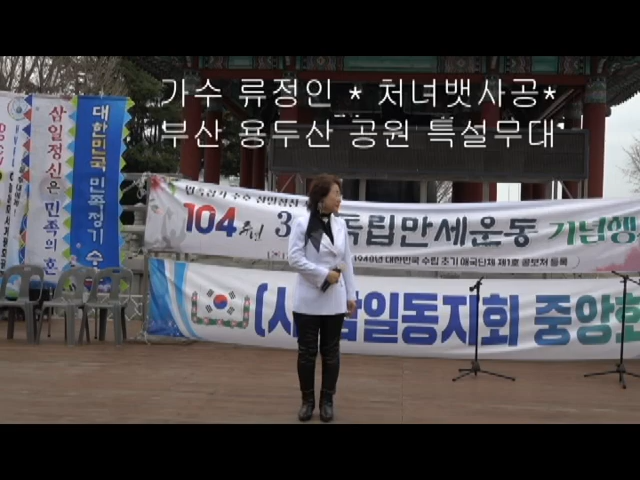 가수 류정인 * 처녀뱃사공*
부산 용두산 공원 특설무대
삼일정신은 민족의 혼
대한민국 민족정기 수
104주년 3 독립만세운동 기념행
1949년 대한민국 수립 초기 애국단체 제1호 공보처 등록
(사)삼일동지회 중앙